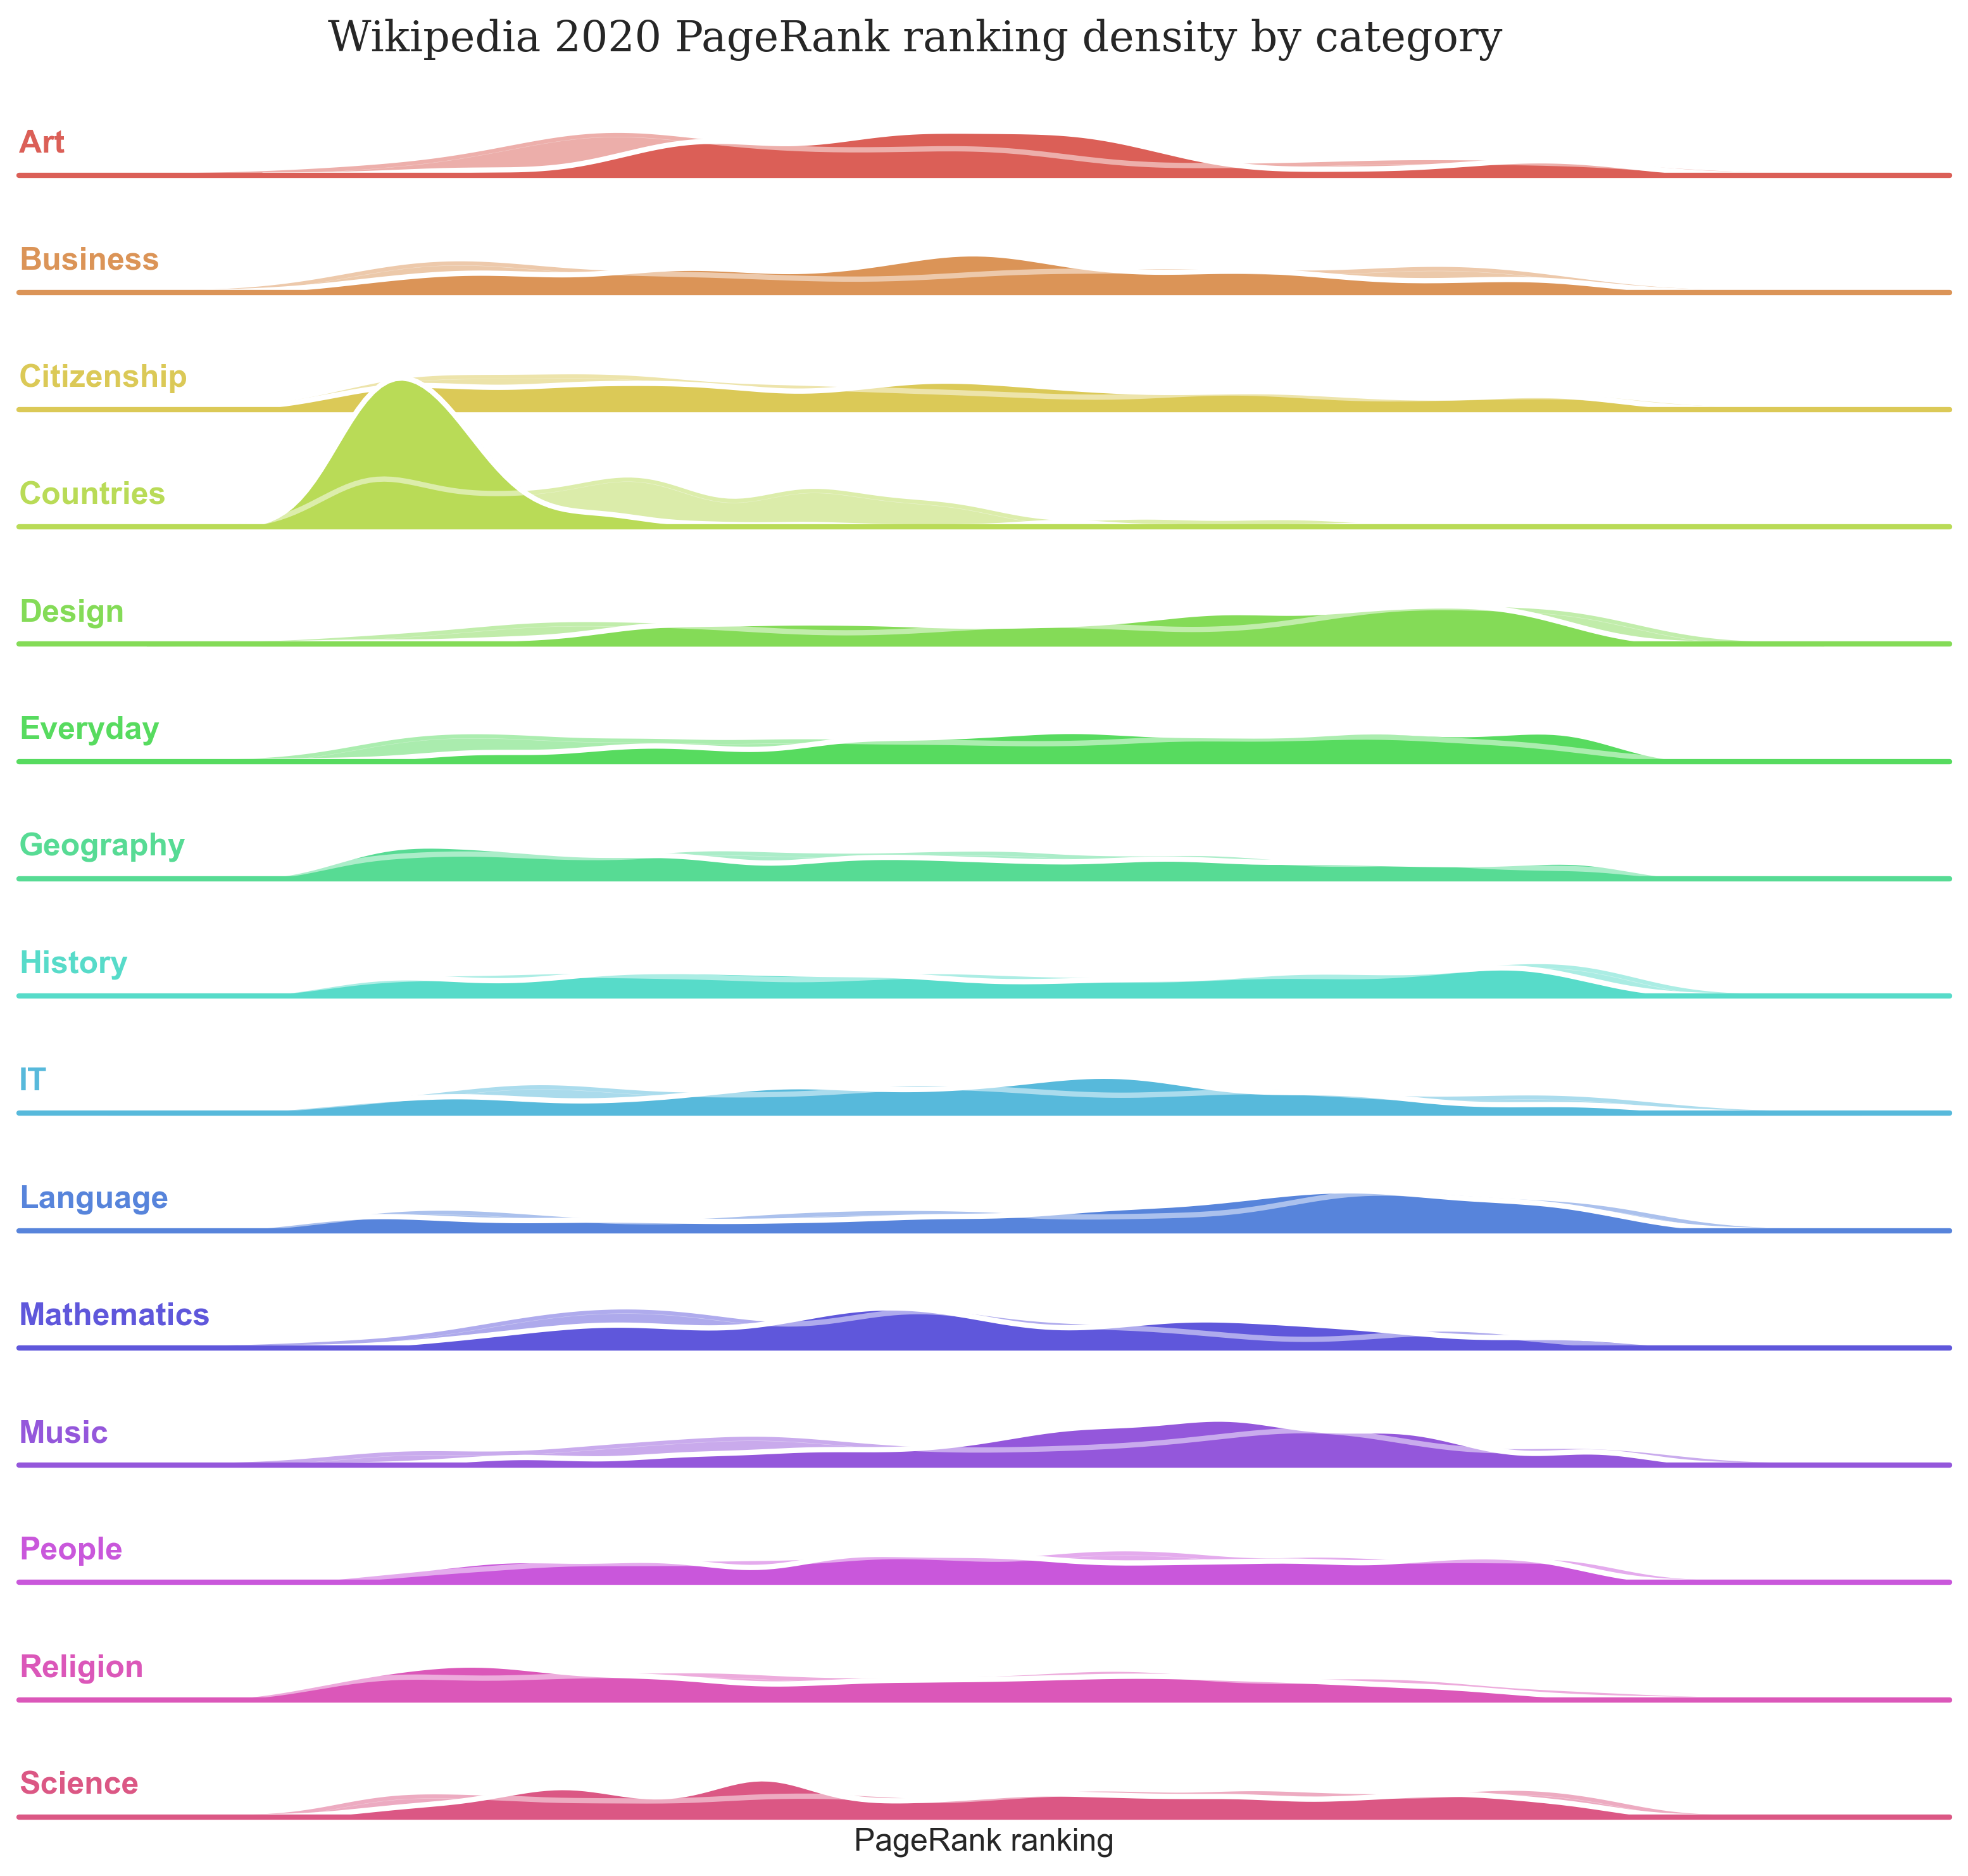 Wikipedia 2020 PageRank ranking density by category
Art
Business
Citizenship
Countries
Design
Everyday
Geography
History
IT
Language
Mathematics
Music
People
Religion
Science
PageRank ranking